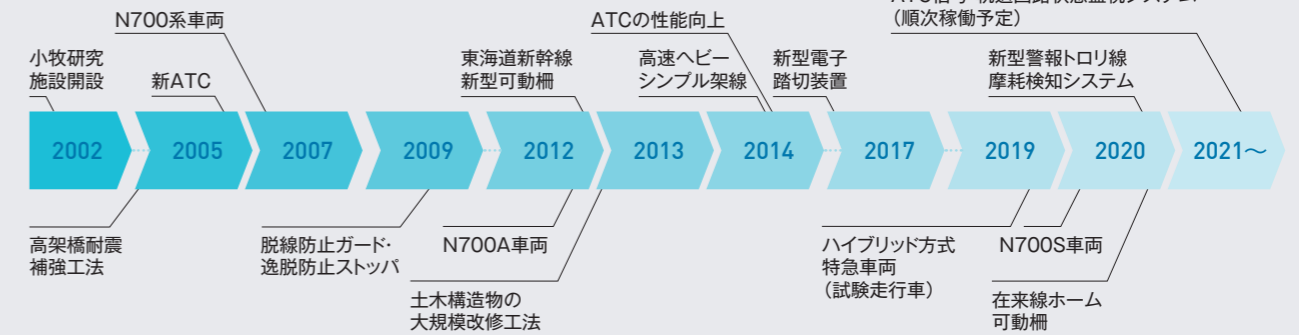 N700系車両
ATCの性能向上
(順次稼働予定)
小牧研究
施設開設
新ATC
東海道新幹線
新型可動柵
高速ヘビー
シンプル架線
新型電子
踏切装置
新型警報トロリ線
摩耗検知システム
2002
2005
2007
2009
2012
2013
2014
2017
2019
2020
2021~
高架橋耐震
補強工法
脱線防止ガード・
逸脱防止ストッパ
N700A車両
土木構造物の
大規模改修工法
ハイブリッド方式
特急車両
(試験走行車)
N700S車両
在来線ホーム
可動柵